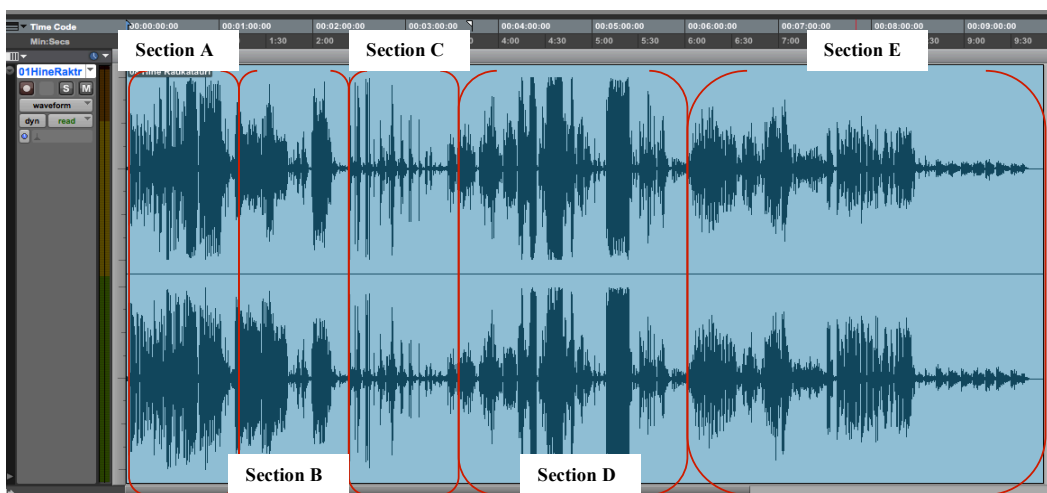 Time Code
00:00:00:00 00:01:00:00 00:02:00:00 00:03:00:00 00:04:00:00 00:05:00:00 00:06:00:00 00:07:00:00 00:08:00:00 00:09:00:00
Min:Secs
1:30 2:00 4:00 4:30 5:00 5:30 6:00 6:30 7:00 30 9:00 9:30
Section A
Section C
Section E
01HineRaktr
S M
waveform
dyn read
Section B
Section D